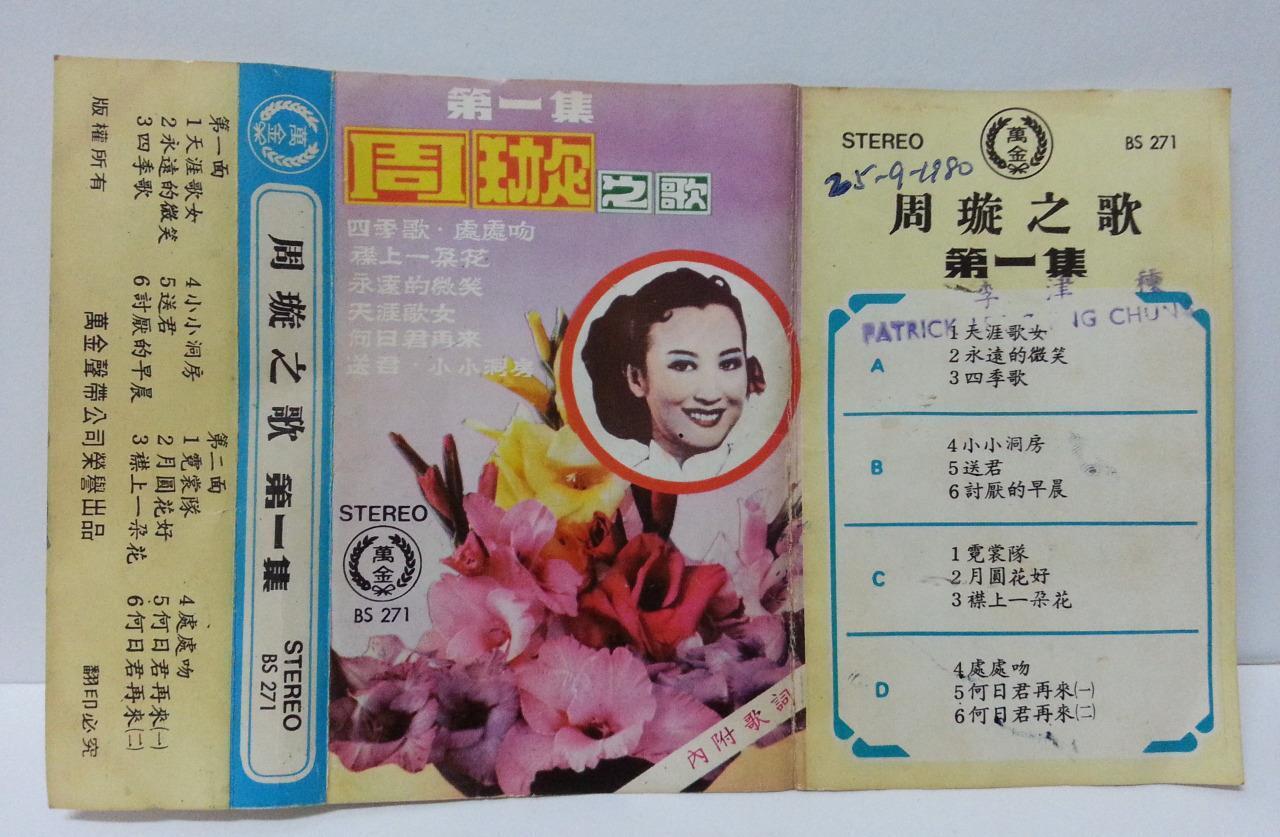 版權所有
第一面
1 天涯歌女
2 永遠的微笑
3 四季歌
4 小小洞房
5 送君
6 討厭的早晨
萬金聲帶公司榮譽出品
第二面
1 霓裳隊
2 月圓花好
3 襟上一朵花
4 處處吻
5 何日君再來㈠
6 何日君再來㈡
翻印必究
萬金
周璇之歌 第一集
STEREO
BS 271
第一集
周璇之歌
四季歌·處處吻
襟上一朵花
永遠的微笑
天涯歌女
何日君再來
送君·小小洞房
STEREO
萬金
BS 271
內附歌詞
STEREO
萬金
BS 271
25-9-1980
周璇之歌
第一集
李 津 種
PATRICK NG CHUN
A
1 天涯歌女
2 永遠的微笑
3 四季歌
B
4 小小洞房
5 送君
6 討厭的早晨
C
1 霓裳隊
2 月圓花好
3 襟上一朵花
D
4 處處吻
5 何日君再來㈠
6 何日君再來㈡